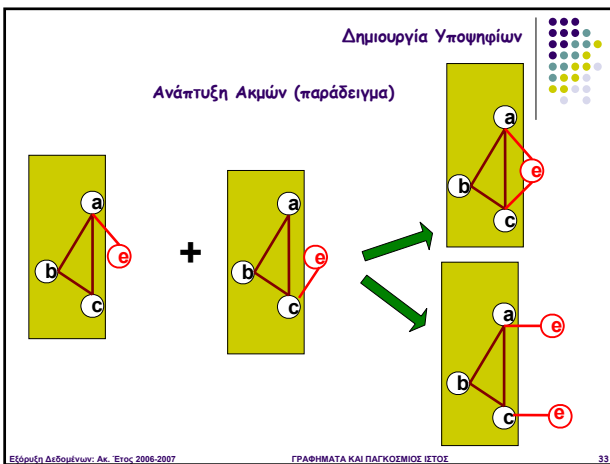 Δημιουργία Υποψηφίων
Ανάπτυξη Ακμών (παράδειγμα)
a
b
c
e
+
a
b
c
e
a
b
c
e
a
b
c
e
e
Εξόρυξη Δεδομένων: Ακ. Έτος 2006-2007 ΓΡΑΦΗΜΑΤΑ ΚΑΙ ΠΑΓΚΟΣΜΙΟΣ ΙΣΤΟΣ 33